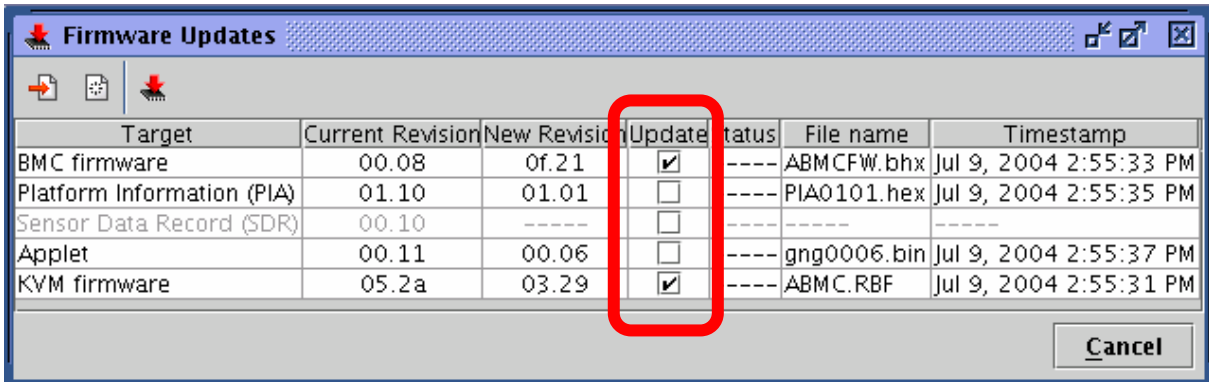 Firmware Updates
Target Current Revision New Revision Update Status File name Timestamp
BMC firmware 00.08 0f.21 ---- ABMCFW.bhx Jul 9, 2004 2:55:33 PM
Platform Information (PIA) 01.10 01.01 ---- PIA0101.hex Jul 9, 2004 2:55:35 PM
Sensor Data Record (SDR) 00.10 ----- ---- ----- -----
Applet 00.11 00.06 ---- gng0006.bin Jul 9, 2004 2:55:37 PM
KVM firmware 05.2a 03.29 ---- ABMC.RBF Jul 9, 2004 2:55:31 PM
Cancel